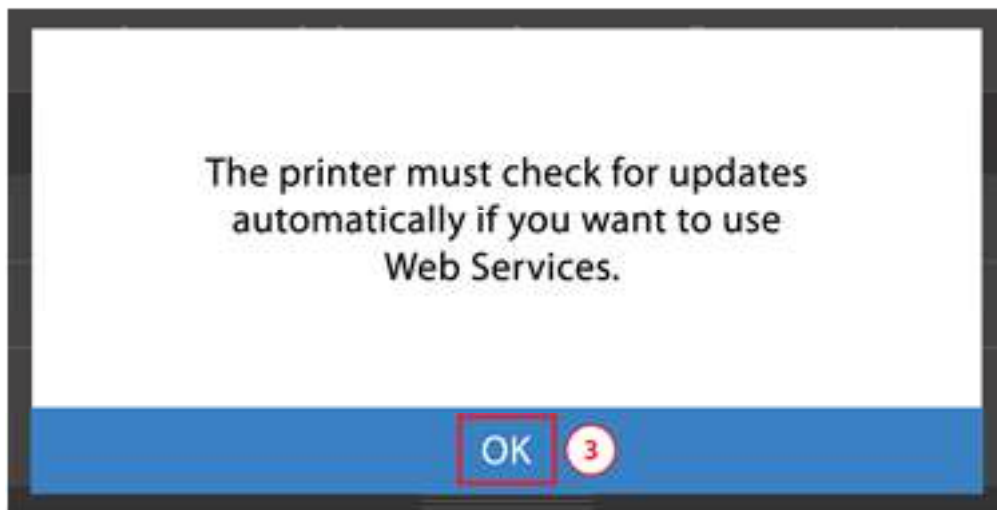 The printer must check for updates
automatically if you want to use
Web Services.
OK 3